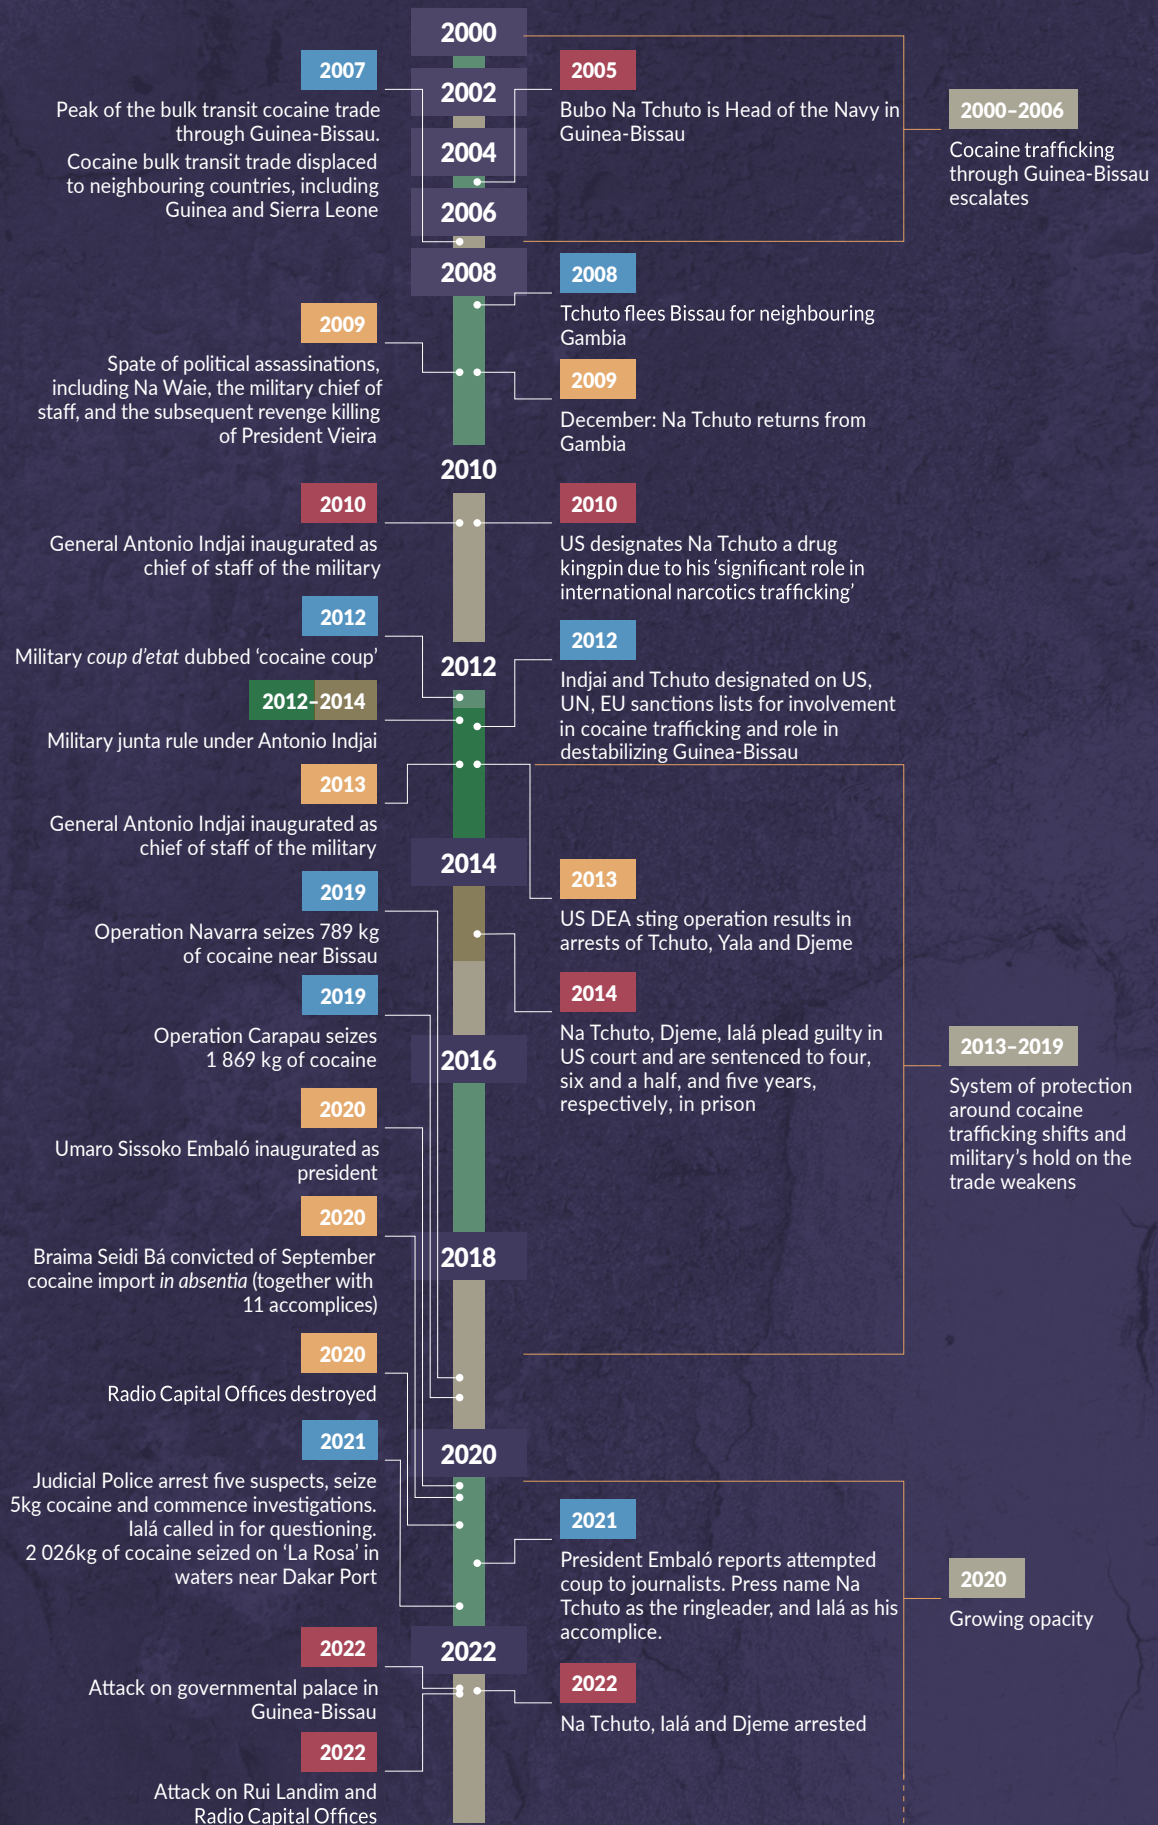 2000
2002
2004
2006
2008
2010
2012
2014
2016
2018
2020
2022
2007
Peak of the bulk transit cocaine trade
through Guinea-Bissau.
Cocaine bulk transit trade displaced
to neighbouring countries, including
Guinea and Sierra Leone
2009
Spate of political assassinations,
including Na Waie, the military chief of
staff, and the subsequent revenge killing
of President Vieira
2010
General Antonio Indjai inaugurated as
chief of staff of the military
2012
Military coup d’etat dubbed ‘cocaine coup’
2012–2014
Military junta rule under Antonio Indjai
2013
General Antonio Indjai inaugurated as
chief of staff of the military
2019
Operation Navarra seizes 789 kg
of cocaine near Bissau
2019
Operation Carapau seizes
1 869 kg of cocaine
2020
Umaro Sissoko Embaló inaugurated as
president
2020
Braima Seidi Bá convicted of September
cocaine import in absentia (together with
11 accomplices)
2020
Radio Capital Offices destroyed
2021
Judicial Police arrest five suspects, seize
5kg cocaine and commence investigations.
Ialá called in for questioning.
2 026kg of cocaine seized on ‘La Rosa’ in
waters near Dakar Port
2022
Attack on governmental palace in
Guinea-Bissau
2022
Attack on Rui Landim and
Radio Capital Offices
2005
Bubo Na Tchuto is Head of the Navy in
Guinea-Bissau
2008
Tchuto flees Bissau for neighbouring
Gambia
2009
December: Na Tchuto returns from
Gambia
2010
US designates Na Tchuto a drug
kingpin due to his ‘significant role in
international narcotics trafficking’
2012
Indjai and Tchuto designated on US,
UN, EU sanctions lists for involvement
in cocaine trafficking and role in
destabilizing Guinea-Bissau
2013
US DEA sting operation results in
arrests of Tchuto, Yala and Djeme
2014
Na Tchuto, Djeme, Ialá plead guilty in
US court and are sentenced to four,
six and a half, and five years,
respectively, in prison
2021
President Embaló reports attempted
coup to journalists. Press name Na
Tchuto as the ringleader, and Ialá as his
accomplice.
2022
Na Tchuto, Ialá and Djeme arrested
2000–2006
Cocaine trafficking
through Guinea-Bissau
escalates
2013–2019
System of protection
around cocaine
trafficking shifts and
military’s hold on the
trade weakens
2020
Growing opacity